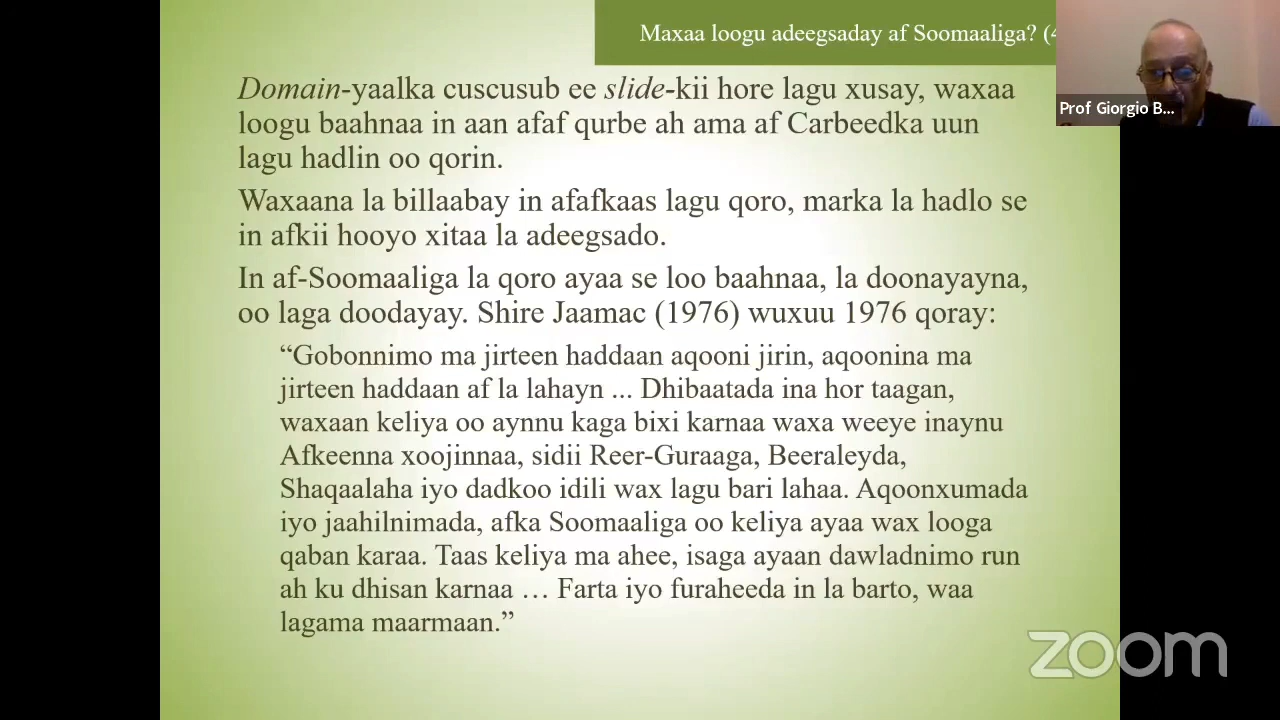 Maxaa loogu adeegsaday af Soomaaliga? (4
Prof Giorgio B...
Domain-yaalka cuscusub ee slide-kii hore lagu xusay, waxaa
loogu baahnaa in aan afaf qurbe ah ama af Carbeedka uun
lagu hadlin oo qorin.
Waxaana la billaabay in afafkaas lagu qoro, marka la hadlo se
in afkii hooyo xitaa la adeegsado.
In af-Soomaaliga la qoro ayaa se loo baahnaa, la doonayayna,
oo laga doodayay. Shire Jaamac (1976) wuxuu 1976 qoray:
“Gobonnimo ma jirteen haddaan aqooni jirin, aqoonina ma
jirteen haddaan af la lahayn ... Dhibaatada ina hor taagan,
waxaan keliya oo aynnu kaga bixi karnaa waxa weeye inaynu
Afkeenna xoojinnaa, sidii Reer-Guraaga, Beeraleyda,
Shaqaalaha iyo dadkoo idili wax lagu bari lahaa. Aqoonxumada
iyo jaahilnimada, afka Soomaaliga oo keliya ayaa wax looga
qaban karaa. Taas keliya ma ahee, isaga ayaan dawladnimo run
ah ku dhisan karnaa … Farta iyo furaheeda in la barto, waa
lagama maarmaan.”
zoom